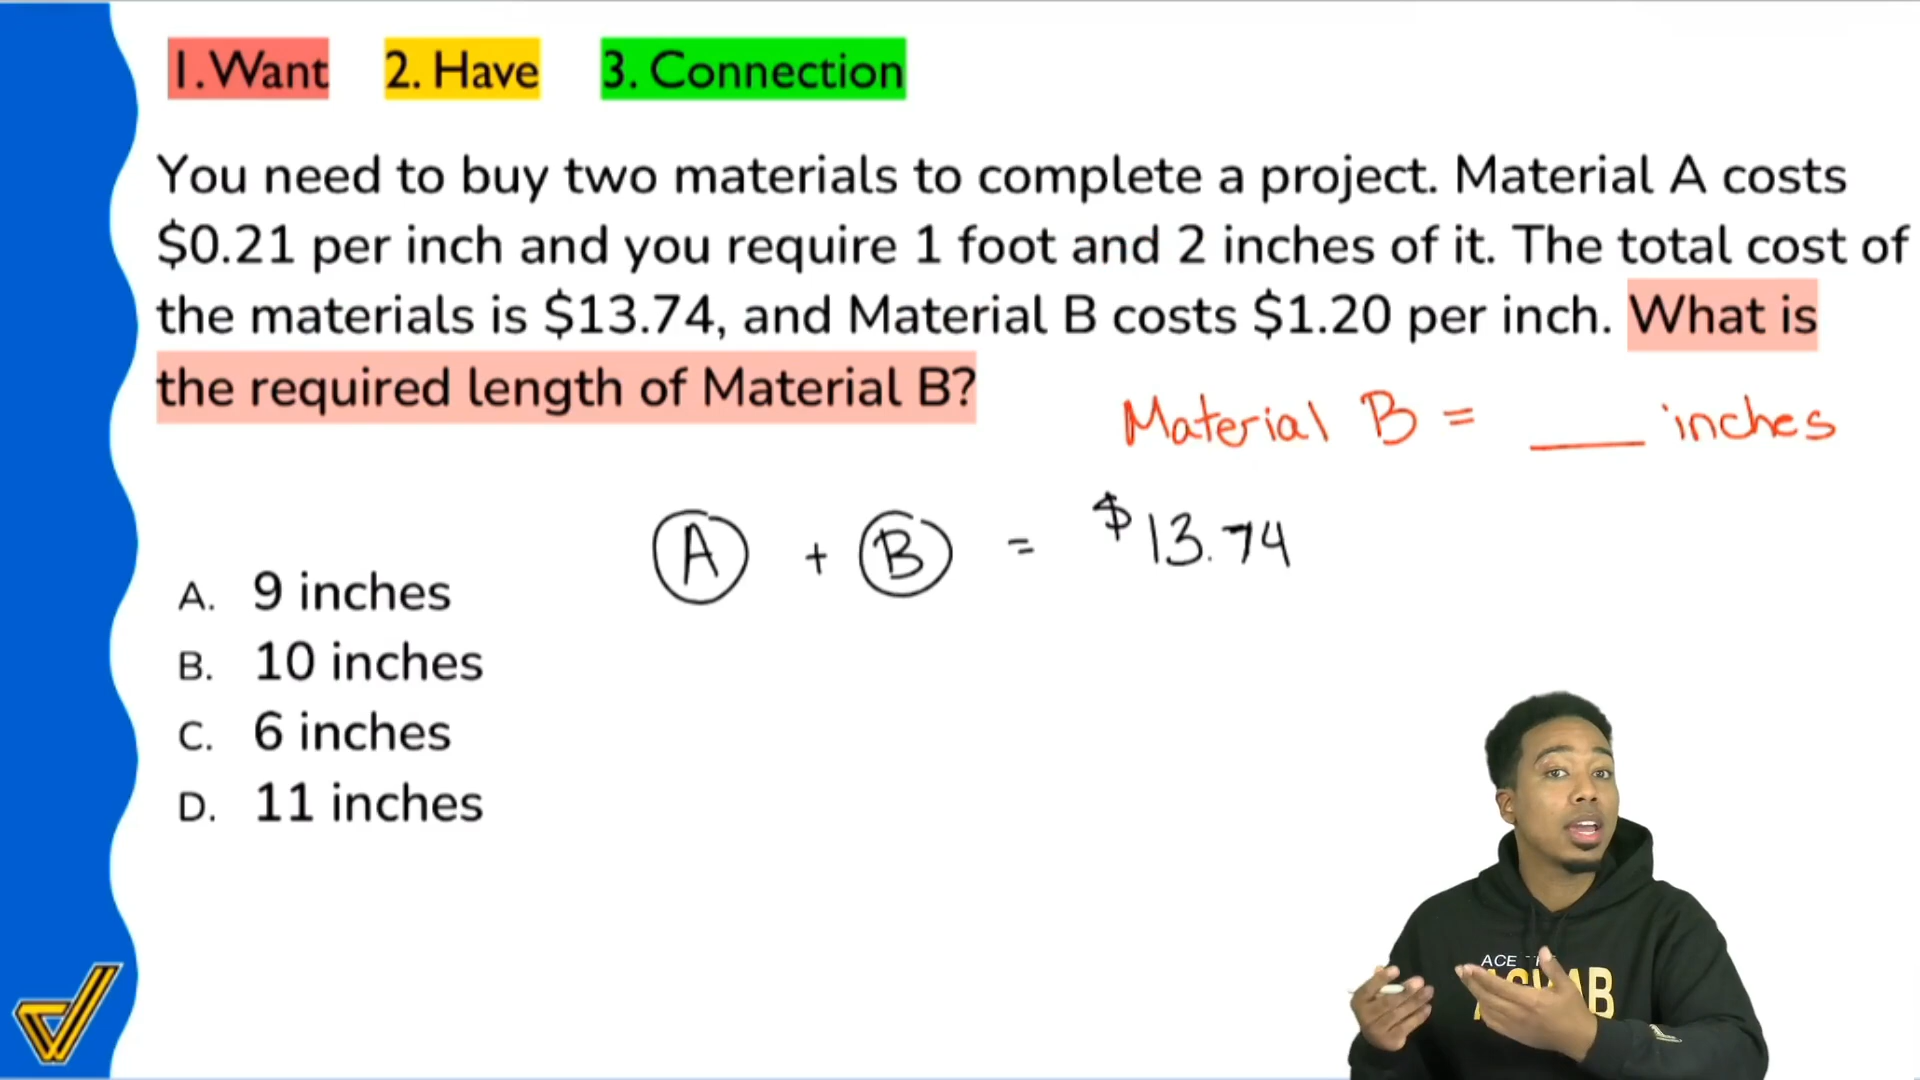 1. Want 2. Have 3. Connection
You need to buy two materials to complete a project. Material A costs
$0.21 per inch and you require 1 foot and 2 inches of it. The total cost of
the materials is $13.74, and Material B costs $1.20 per inch. What is
the required length of Material B?
Material B = ___ inches
A + B = $13.74
A. 9 inches
B. 10 inches
C. 6 inches
D. 11 inches
ACE